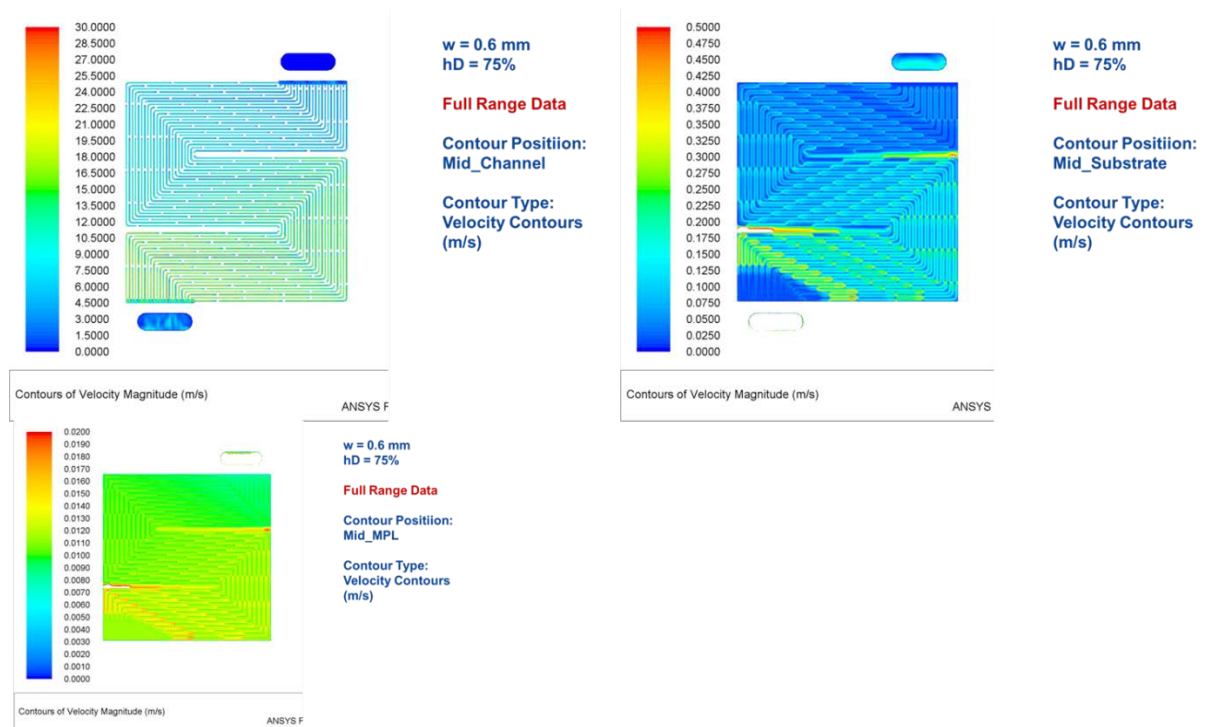 30.0000
28.5000
27.0000
25.5000
24.0000
22.5000
21.0000
19.5000
18.0000
16.5000
15.0000
13.5000
12.0000
10.5000
9.0000
7.5000
6.0000
4.5000
3.0000
1.5000
0.0000
w = 0.6 mm
hD = 75%
Full Range Data
Contour Positiion:
Mid_Channel
Contour Type:
Velocity Contours
(m/s)
Contours of Velocity Magnitude (m/s)
ANSYS F
0.5000
0.4750
0.4500
0.4250
0.4000
0.3750
0.3500
0.3250
0.3000
0.2750
0.2500
0.2250
0.2000
0.1750
0.1500
0.1250
0.1000
0.0750
0.0500
0.0250
0.0000
w = 0.6 mm
hD = 75%
Full Range Data
Contour Positiion:
Mid_Substrate
Contour Type:
Velocity Contours
(m/s)
Contours of Velocity Magnitude (m/s)
ANSYS
0.0200
0.0190
0.0180
0.0170
0.0160
0.0150
0.0140
0.0130
0.0120
0.0110
0.0100
0.0090
0.0080
0.0070
0.0060
0.0050
0.0040
0.0030
0.0020
0.0010
0.0000
w = 0.6 mm
hD = 75%
Full Range Data
Contour Positiion:
Mid_MPL
Contour Type:
Velocity Contours
(m/s)
Contours of Velocity Magnitude (m/s)
ANSYS F